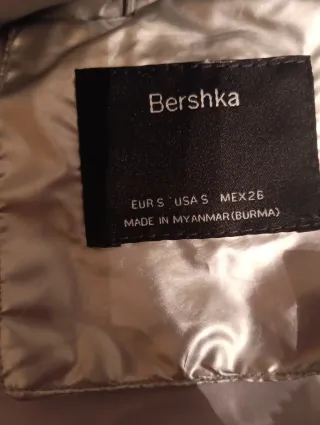 Bershka
EUR S USA S MEX 26
MADE IN MYANMAR(BURMA)